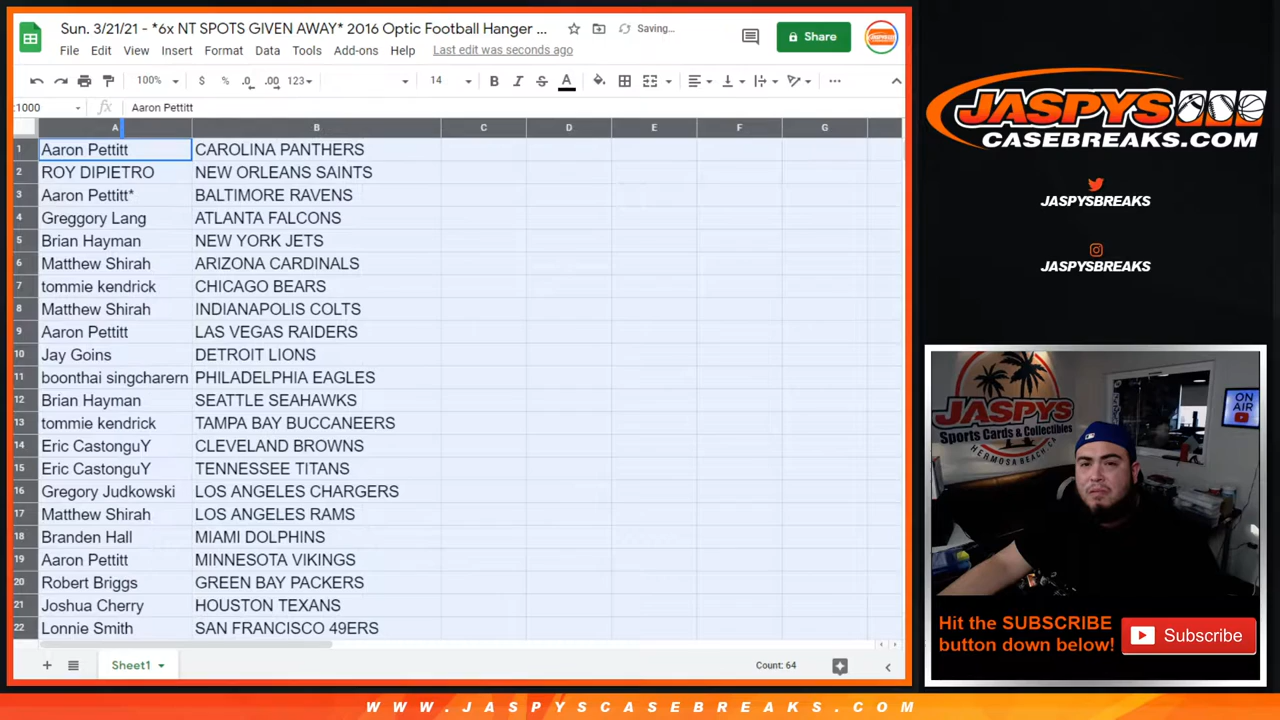 Sun. 3/21/21 - *6x NT SPOTS GIVEN AWAY* 2016 Optic Football Hanger ...
Saving...
File Edit View Insert Format Data Tools Add-ons Help Last edit was seconds ago
Share
100% $ % .0 .00 123 14 B I S A
:1000 fx Aaron Pettitt
A B C D E F G
1 Aaron Pettitt CAROLINA PANTHERS
2 ROY DIPIETRO NEW ORLEANS SAINTS
3 Aaron Pettitt* BALTIMORE RAVENS
4 Greggory Lang ATLANTA FALCONS
5 Brian Hayman NEW YORK JETS
6 Matthew Shirah ARIZONA CARDINALS
7 tommie kendrick CHICAGO BEARS
8 Matthew Shirah INDIANAPOLIS COLTS
9 Aaron Pettitt LAS VEGAS RAIDERS
10 Jay Goins DETROIT LIONS
11 boonthai singcharern PHILADELPHIA EAGLES
12 Brian Hayman SEATTLE SEAHAWKS
13 tommie kendrick TAMPA BAY BUCCANEERS
14 Eric CastonguY CLEVELAND BROWNS
15 Eric CastonguY TENNESSEE TITANS
16 Gregory Judkowski LOS ANGELES CHARGERS
17 Matthew Shirah LOS ANGELES RAMS
18 Branden Hall MIAMI DOLPHINS
19 Aaron Pettitt MINNESOTA VIKINGS
20 Robert Briggs GREEN BAY PACKERS
21 Joshua Cherry HOUSTON TEXANS
22 Lonnie Smith SAN FRANCISCO 49ERS
Sheet1
Count: 64
JASPYS
CASEBREAKS.COM
JASPYSBREAKS
JASPYSBREAKS
JASPYS
Sports Cards & Collectibles
HERMOSA BEACH
ON AIR
Hit the SUBSCRIBE
button down below!
Subscribe
WWW.JASPYSCASEBREAKS.COM